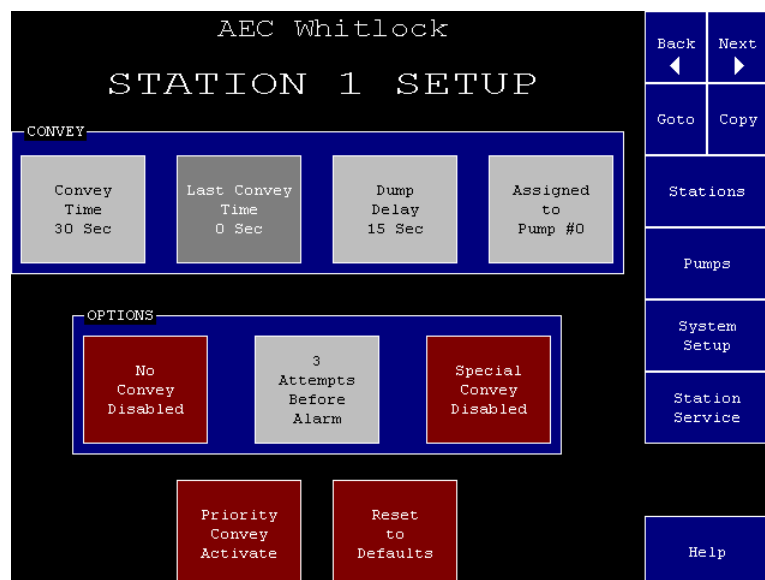 AEC Whitlock
STATION 1 SETUP
CONVEY
Convey
Time
30 Sec
Last Convey
Time
0 Sec
Dump
Delay
15 Sec
Assigned
to
Pump #0
OPTIONS
No
Convey
Disabled
3
Attempts
Before
Alarm
Special
Convey
Disabled
Priority
Convey
Activate
Reset
to
Defaults
Back
Next
Goto
Copy
Stations
Pumps
System
Setup
Station
Service
Help